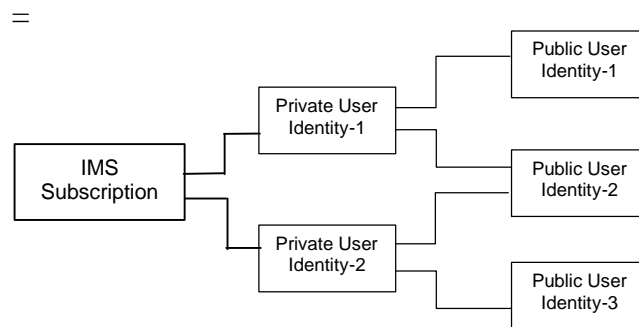 =
IMS
Subscription
Private User
Identity-1
Private User
Identity-2
Public User
Identity-1
Public User
Identity-2
Public User
Identity-3